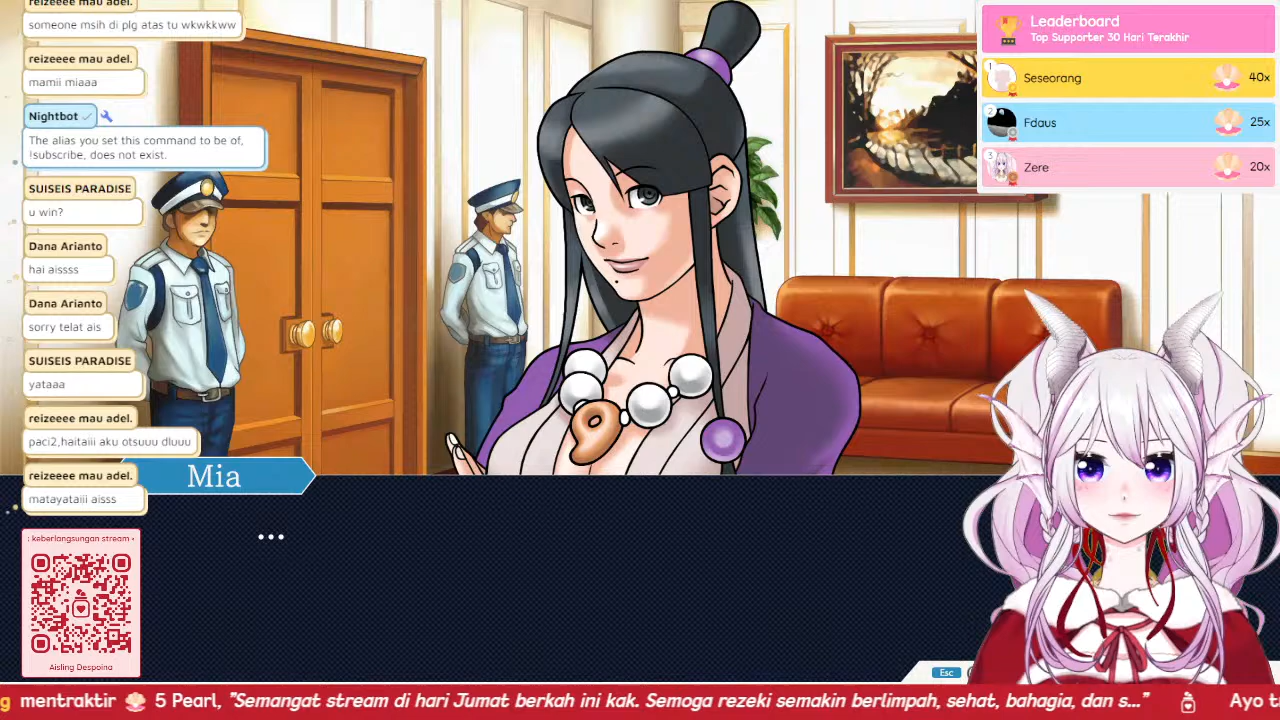 reizeeee mau adel.
someone msih di plg atas tu wkwkkww
reizeeee mau adel.
mamii miaaa
Nightbot
The alias you set this command to be of,
!subscribe, does not exist.
SUISEIS PARADISE
u win?
Dana Arianto
hai aissss
Dana Arianto
sorry telat ais
SUISEIS PARADISE
yataaa
reizeeee mau adel.
paci2,haitaiii aku otsuuu dluuu
reizeeee mau adel.
matayataiii aisss
Leaderboard
Top Supporter 30 Hari Terakhir
1
Seseorang
40x
2
Fdaus
25x
3
Zere
20x
Mia
...
keberlangsungan stream
Aisling Despoina
Esc
g mentraktir 5 Pearl, "Semangat stream di hari Jumat berkah ini kak. Semoga rezeki semakin berlimpah, sehat, bahagia, dan s..." Ayo t